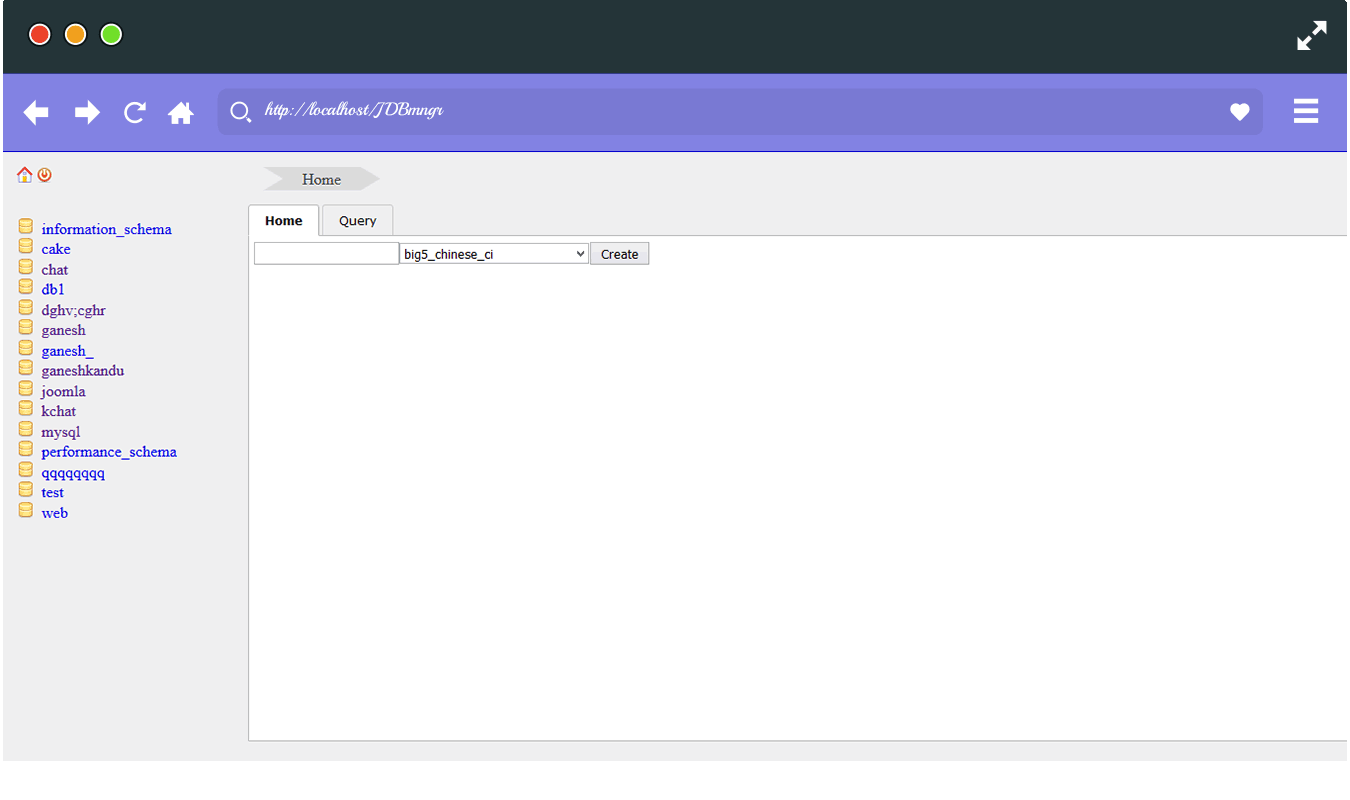 http://localhost/JDBmngr
Home
Home Query
big5_chinese_ci Create
information_schema
cake
chat
db1
dghv;cghr
ganesh
ganesh_
ganeshkandu
joomla
kchat
mysql
performance_schema
qqqqqqqq
test
web